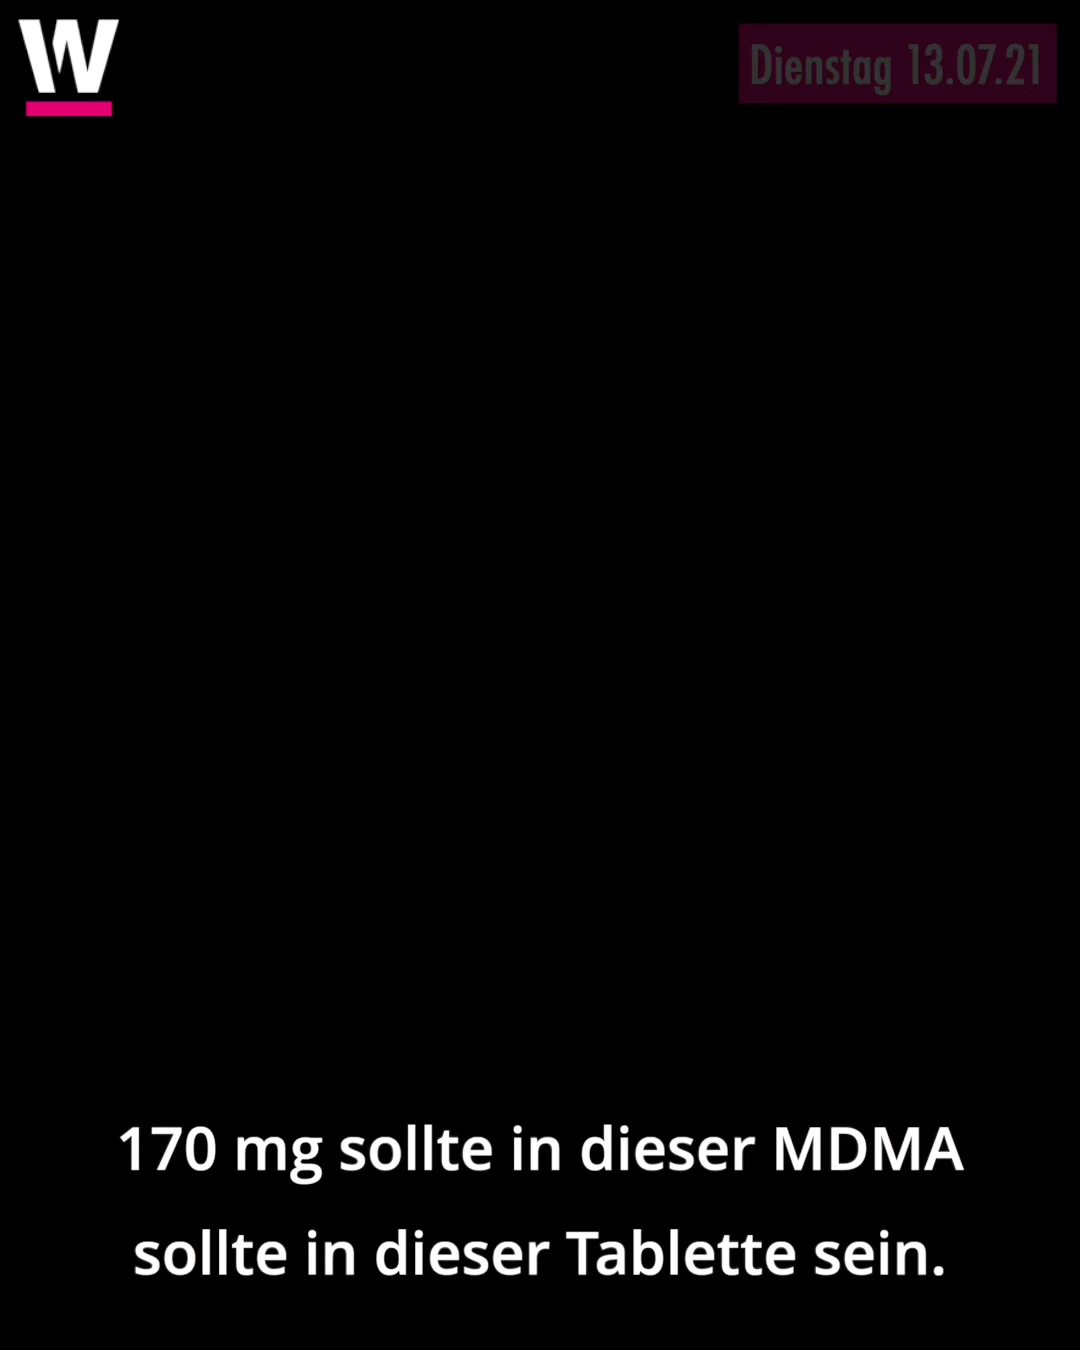 W
Dienstag 13.07.21
170 mg sollte in dieser MDMA
sollte in dieser Tablette sein.